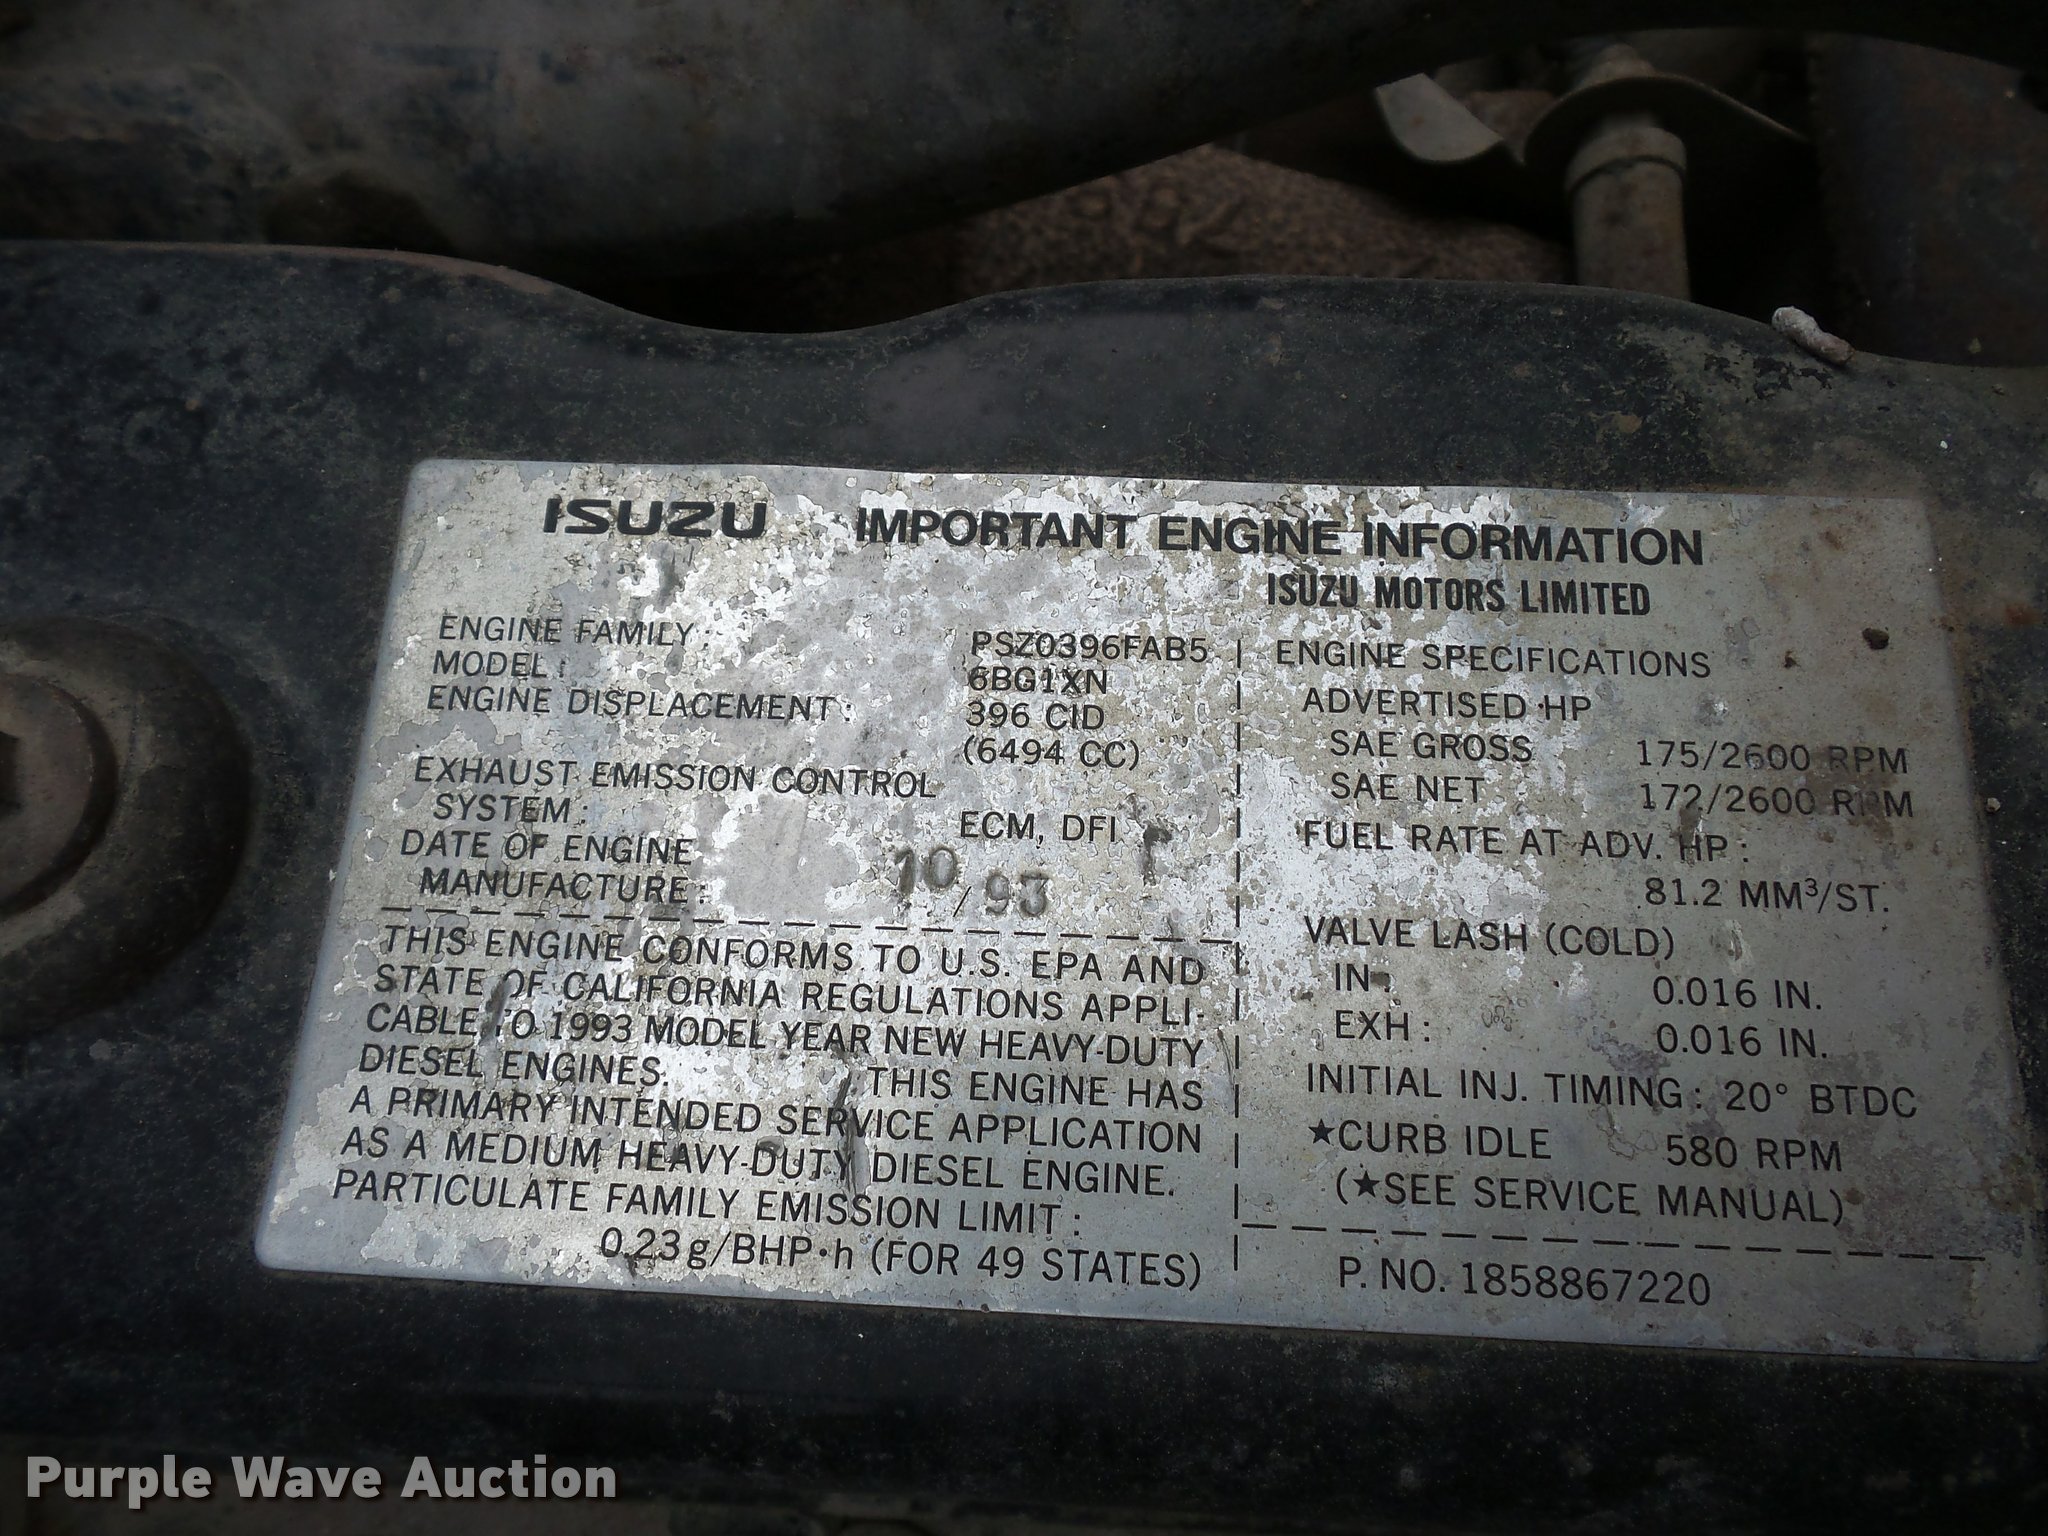 ISUZU IMPORTANT ENGINE INFORMATION
ISUZU MOTORS LIMITED
ENGINE FAMILY: PSZ0396FAB5
MODEL: 6BG1XN
ENGINE DISPLACEMENT: 396 CID
(6494 CC)
EXHAUST EMISSION CONTROL
SYSTEM: ECM, DFI
DATE OF ENGINE
MANUFACTURE: 10/93
THIS ENGINE CONFORMS TO U.S. EPA AND
STATE OF CALIFORNIA REGULATIONS APPLI-
CABLE TO 1993 MODEL YEAR NEW HEAVY-DUTY
DIESEL ENGINES. THIS ENGINE HAS
A PRIMARY INTENDED SERVICE APPLICATION
AS A MEDIUM HEAVY-DUTY DIESEL ENGINE.
PARTICULATE FAMILY EMISSION LIMIT:
0.23g/BHP·h (FOR 49 STATES)
ENGINE SPECIFICATIONS
ADVERTISED HP
SAE GROSS 175/2600 RPM
SAE NET 172/2600 RPM
FUEL RATE AT ADV. HP:
81.2 MM³/ST.
VALVE LASH (COLD)
IN: 0.016 IN.
EXH: 0.016 IN.
INITIAL INJ. TIMING: 20° BTDC
★CURB IDLE 580 RPM
(★SEE SERVICE MANUAL)
P. NO. 1858867220
Purple Wave Auction